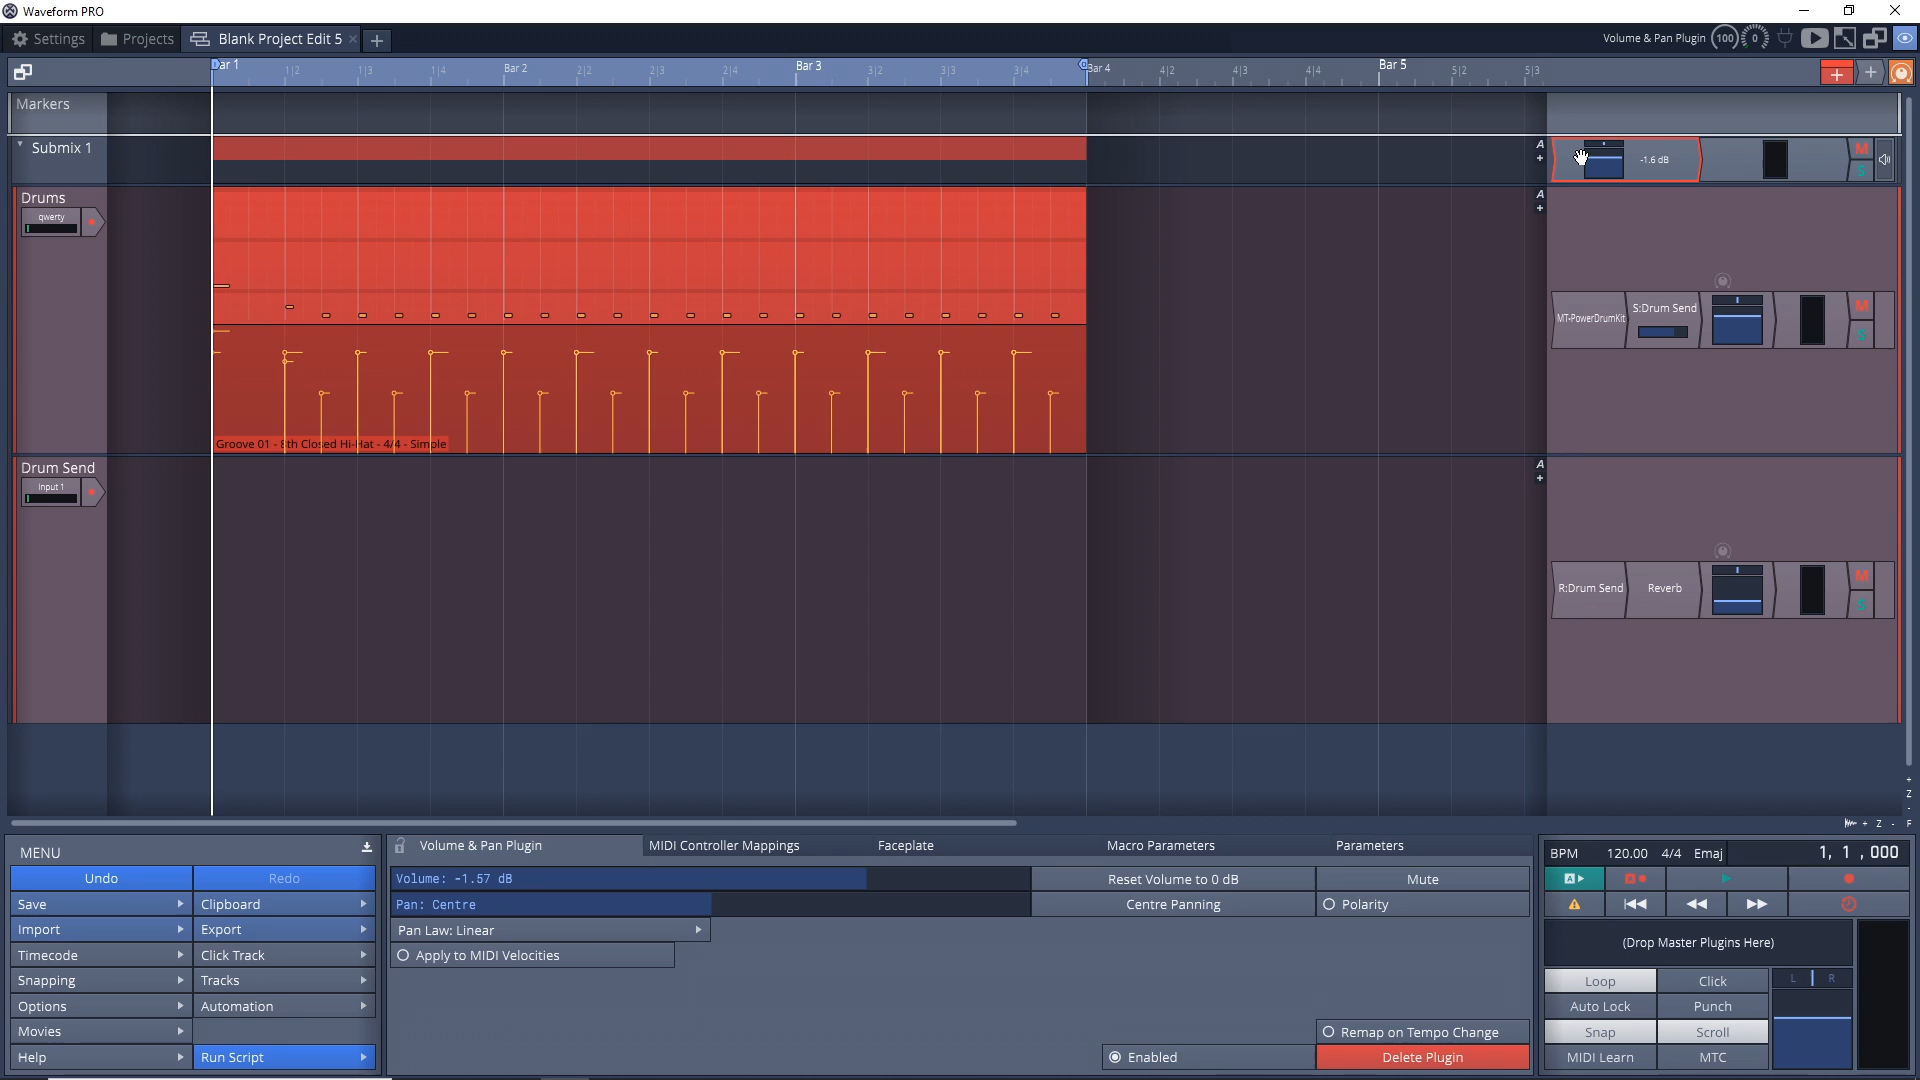 Waveform PRO
Settings
Projects
Blank Project Edit 5
Volume & Pan Plugin
100
0
Bar 1
1|2
1|3
1|4
Bar 2
2|2
2|3
2|4
Bar 3
3|2
3|3
3|4
Bar 4
4|2
4|3
4|4
Bar 5
5|2
5|3
Markers
Submix 1
A
-1.6 dB
M
S
Drums
qwerty
A
MT-PowerDrumKit
S:Drum Send
M
S
Groove 01 - 8th Closed Hi-Hat - 4/4 - Simple
Drum Send
Input 1
A
R:Drum Send
Reverb
M
S
Z
+ Z - F
MENU
Undo
Redo
Save
Clipboard
Import
Export
Timecode
Click Track
Snapping
Tracks
Options
Automation
Movies
Help
Run Script
Volume & Pan Plugin
MIDI Controller Mappings
Faceplate
Macro Parameters
Parameters
Volume: -1.57 dB
Reset Volume to 0 dB
Mute
Pan: Centre
Centre Panning
Polarity
Pan Law: Linear
Apply to MIDI Velocities
Remap on Tempo Change
Enabled
Delete Plugin
BPM 120.00 4/4 Emaj 1, 1 , 000
A
A
(Drop Master Plugins Here)
Loop
Click
L R
Auto Lock
Punch
Snap
Scroll
MIDI Learn
MTC